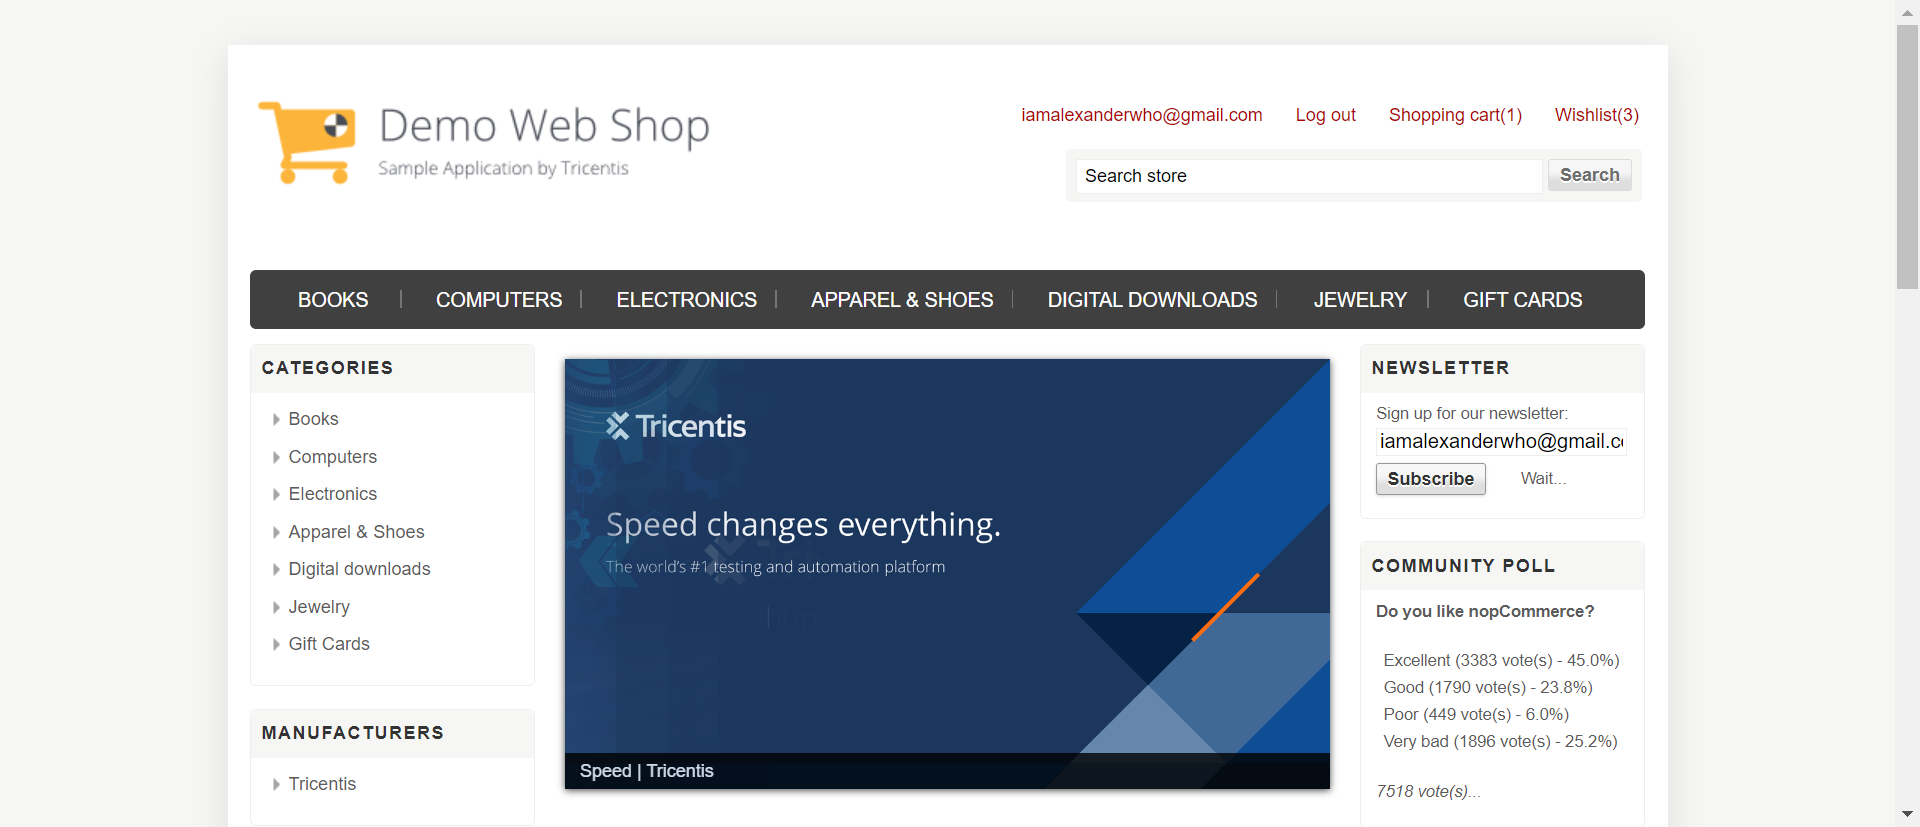 Demo Web Shop
Sample Application by Tricentis
iamalexanderwho@gmail.com Log out Shopping cart(1) Wishlist(3)
Search store Search
BOOKS COMPUTERS ELECTRONICS APPAREL & SHOES DIGITAL DOWNLOADS JEWELRY GIFT CARDS
CATEGORIES
Books
Computers
Electronics
Apparel & Shoes
Digital downloads
Jewelry
Gift Cards
MANUFACTURERS
Tricentis
Tricentis
Speed changes everything.
The world's #1 testing and automation platform
Speed | Tricentis
NEWSLETTER
Sign up for our newsletter:
iamalexanderwho@gmail.c
Subscribe Wait...
COMMUNITY POLL
Do you like nopCommerce?
Excellent (3383 vote(s) - 45.0%)
Good (1790 vote(s) - 23.8%)
Poor (449 vote(s) - 6.0%)
Very bad (1896 vote(s) - 25.2%)
7518 vote(s)...